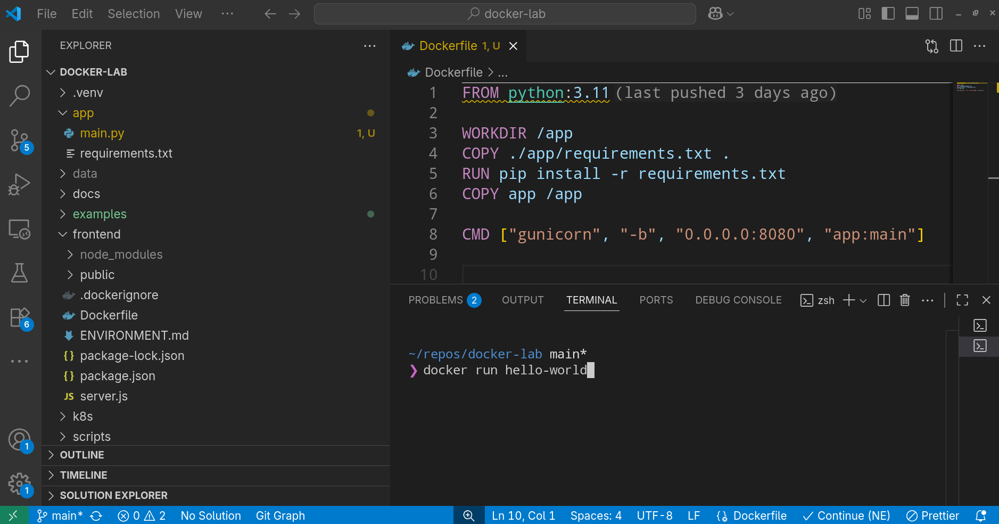 File Edit Selection View ··· docker-lab
EXPLORER ···
DOCKER-LAB
.venv
app
main.py 1, U
requirements.txt
data
docs
examples
frontend
node_modules
public
.dockerignore
Dockerfile
ENVIRONMENT.md
{} package-lock.json
{} package.json
JS server.js
k8s
scripts
OUTLINE
TIMELINE
SOLUTION EXPLORER
5
6
1
1
Dockerfile 1, U
Dockerfile > ...
1 FROM python:3.11 (last pushed 3 days ago)
2
3 WORKDIR /app
4 COPY ./app/requirements.txt .
5 RUN pip install -r requirements.txt
6 COPY app /app
7
8 CMD ["gunicorn", "-b", "0.0.0.0:8080", "app:main"]
9
10
PROBLEMS 2 OUTPUT TERMINAL PORTS DEBUG CONSOLE zsh
~/repos/docker-lab main*
❯ docker run hello-world
main* 0 2 No Solution Git Graph Ln 10, Col 1 Spaces: 4 UTF-8 LF Dockerfile Continue (NE) Prettier